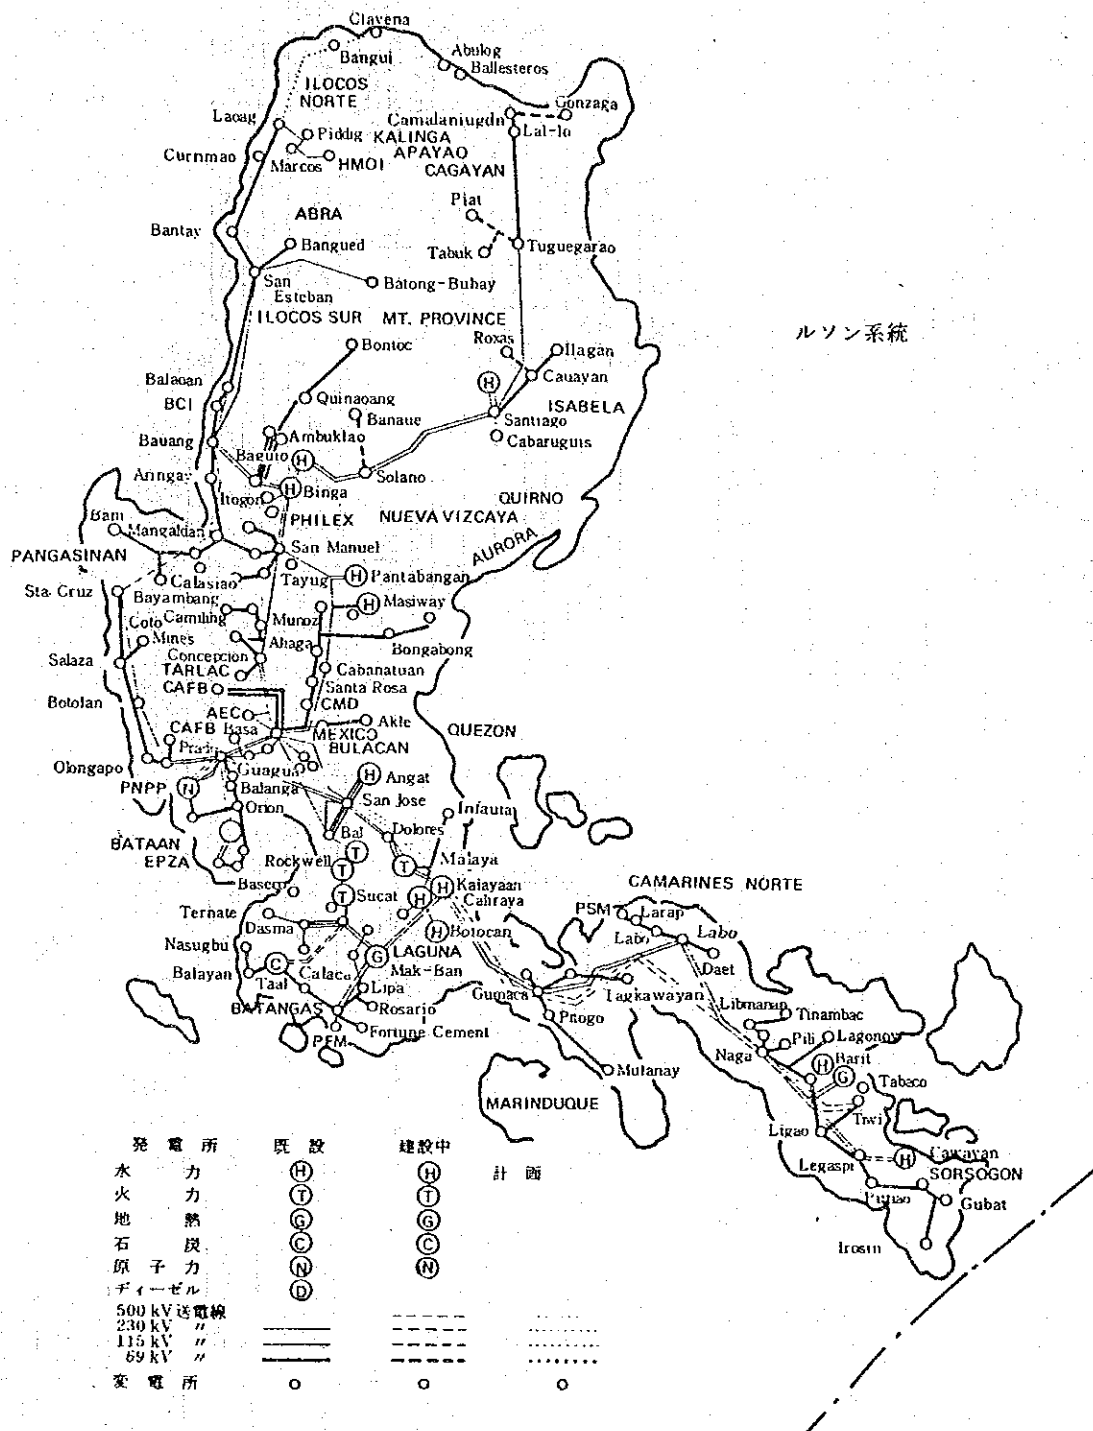 Clavena
Bangui
Abulog
Ballesteros
ILOCOS
NORTE
Gonzaga
Laoag
Camalaniugan
Lal-lo
Piddig
KALINGA
APAYAO
CAGAYAN
Currimao
Marcos
HMOI
Piat
ABRA
Bantay
Bangued
Tabuk
Tuguegarao
San
Esteban
Batong-Buhay
ILOCOS SUR
MT. PROVINCE
ルソン系統
Roxas
Ilagan
Bontoc
Cauayan
Balaoan
BCI
Quinaoang
Banaue
H
ISABELA
Santiago
Cabaruguis
Bauang
Ambuklao
Baguio
H
Solano
Aringay
Itogon
H
Binga
QUIRNO
PHILEX
NUEVA VIZCAYA
AURORA
Bani
Mangaldan
PANGASINAN
San Manuel
Calasiao
Tayug
H
Pantabangan
Sta. Cruz
Bayambang
H
Masiway
Coto
Mines
Camiling
Munoz
Bongabong
Salaza
Aliaga
Concepcion
TARLAC
Cabanatuan
CAFB
Santa Rosa
Botolan
CMD
AEC
CAFB
Basa
MEXICO
Akle
BULACAN
QUEZON
Olongapo
Guagua
H
Angat
PNPP
N
Balanga
San Jose
Orion
Infanta
Bal
Dolores
BATAAN
EPZA
Rockwell
T
T
T
Malaya
Baseco
T
Sucat
H
H
Kalayaan
Caliraya
CAMARINES NORTE
Ternate
PSM
Larap
Dasma
H
Botocan
Labo
Labo
Nasugbu
LAGUNA
Daet
Balayan
C
Taal
Calaca
G
Mak-Ban
Lipa
Gumaca
Tagkawayan
Libmanan
Tinambac
BATANGAS
Rosario
Pitogo
Pili
Lagonoy
PFM
Fortune Cement
Naga
H
Barit
G
Mulanay
Tabaco
MARINDUQUE
Tiwi
Ligao
Legaspi
H
Cawayan
SORSOGON
Gubat
Irosin
発電所 既設 建設中 計画
水力 H H
火力 T T
地熱 G G
石炭 C C
原子力 N N
ディーゼル D
500 kV 送電線
230 kV 〃
115 kV 〃
69 kV 〃
変電所